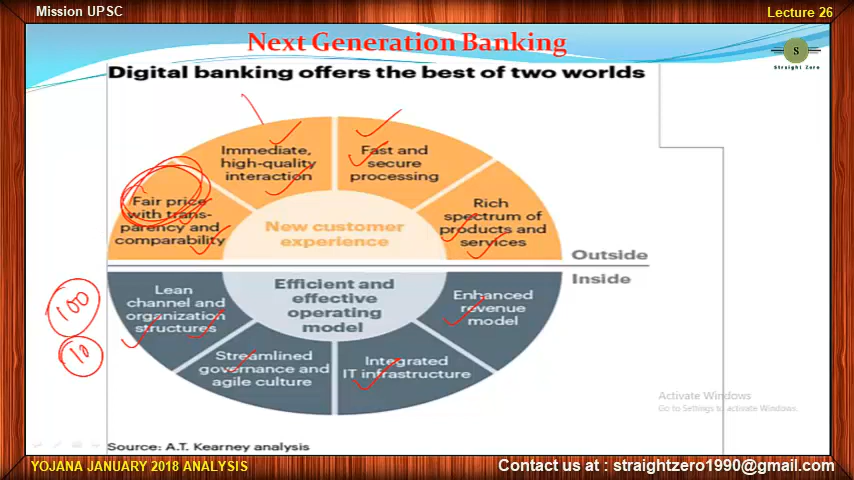 Mission UPSC
Lecture 26
Next Generation Banking
S
Straight Zero
Digital banking offers the best of two worlds
Immediate,
high-quality
interaction
Fast and
secure
processing
Fair price
with trans-
parency and
comparability
Rich
spectrum of
products and
services
New customer
experience
Outside
Inside
Lean
channel and
organization
structures
Efficient and
effective
operating
model
Enhanced
revenue
model
Streamlined
governance and
agile culture
Integrated
IT infrastructure
100
10
Activate Windows
Go to Settings to activate Windows.
Source: A.T. Kearney analysis
YOJANA JANUARY 2018 ANALYSIS
Contact us at : straightzero1990@gmail.com